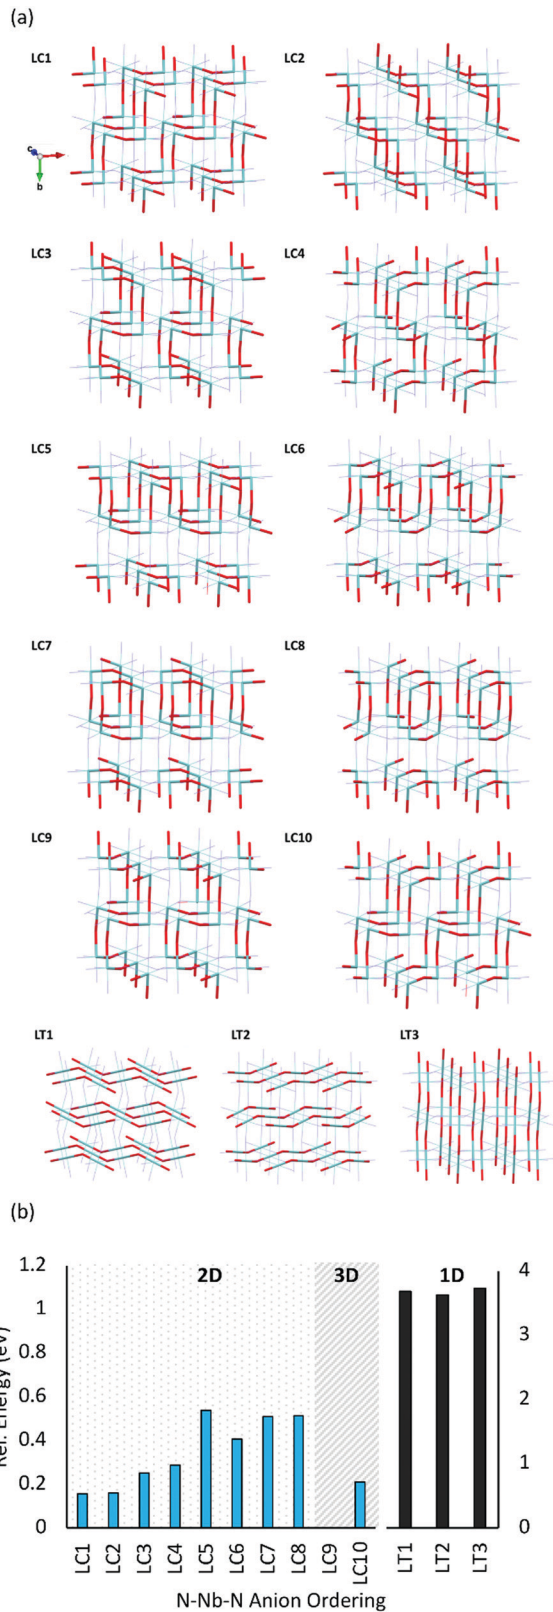 (a)
LC1
LC2
c
b
LC3
LC4
LC5
LC6
LC7
LC8
LC9
LC10
LT1
LT2
LT3
(b)
2D
3D
1D
1.2
1
0.8
0.6
0.4
0.2
0
4
3
2
1
0
Rel. Energy (eV)
LC1
LC2
LC3
LC4
LC5
LC6
LC7
LC8
LC9
LC10
LT1
LT2
LT3
N-Nb-N Anion Ordering